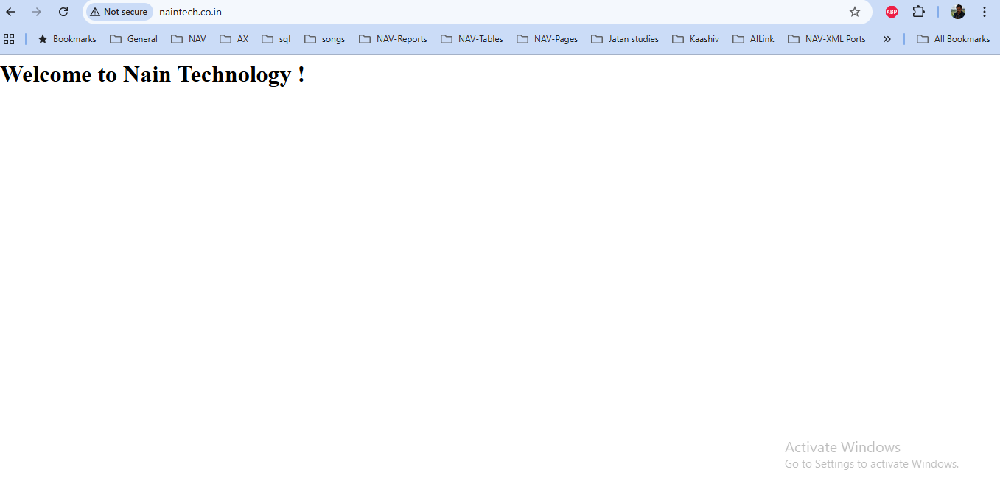 Not secure naintech.co.in ABP
Bookmarks General NAV AX sql songs NAV-Reports NAV-Tables NAV-Pages Jatan studies Kaashiv AILink NAV-XML Ports » All Bookmarks
Welcome to Nain Technology !
Activate Windows
Go to Settings to activate Windows.